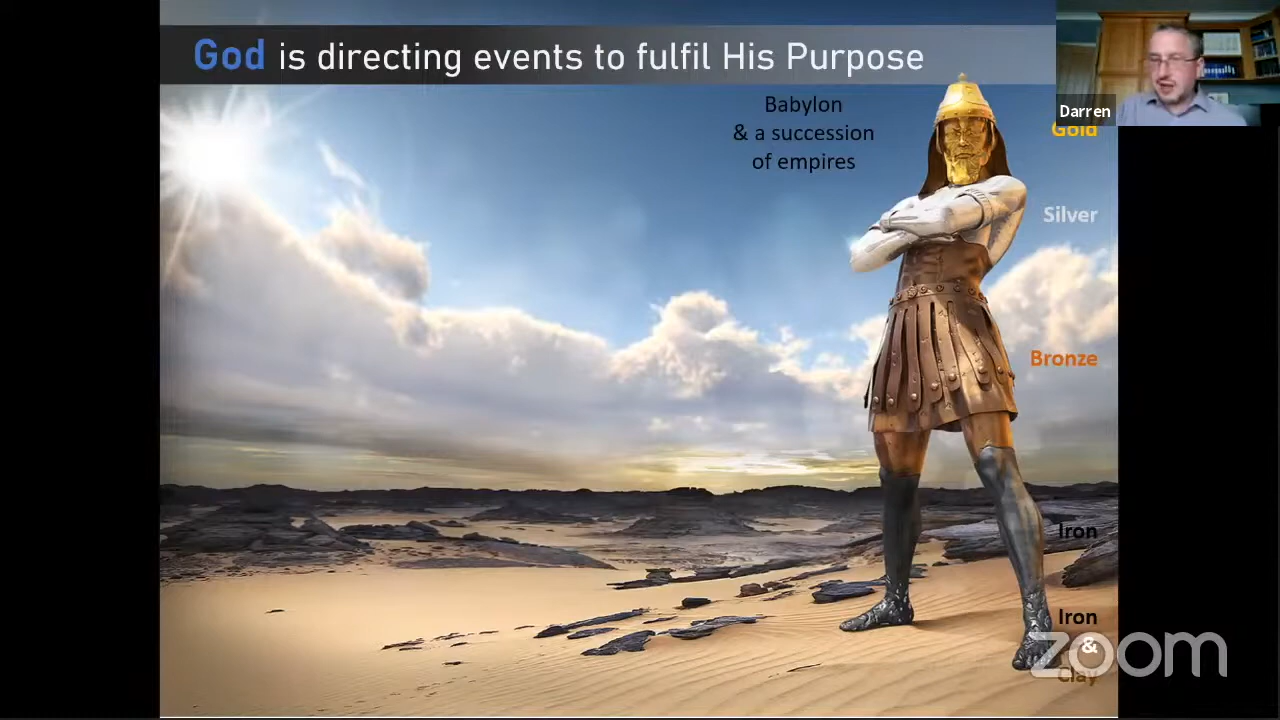 God is directing events to fulfil His Purpose
Darren
Babylon
& a succession
of empires
Gold
Silver
Bronze
Iron
Iron
&
Clay
zoom